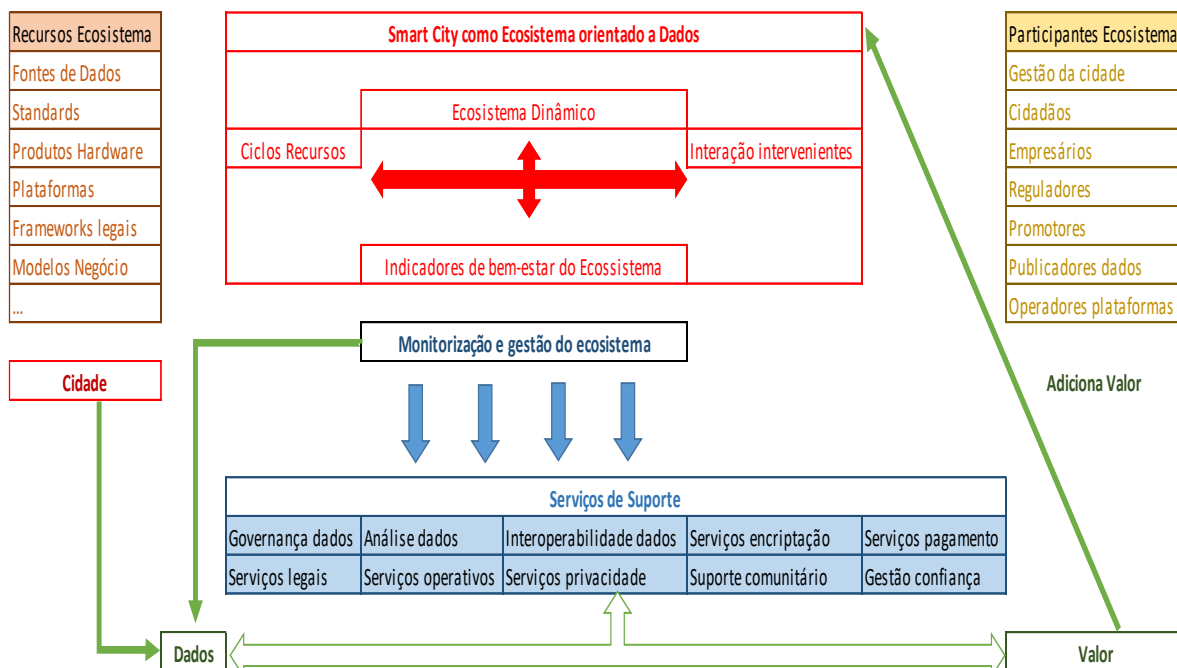 Recursos Ecosistema
Fontes de Dados
Standards
Produtos Hardware
Plataformas
Frameworks legais
Modelos Negócio
...
Smart City como Ecosistema orientado a Dados
Ecosistema Dinâmico
Ciclos Recursos
Interação intervenientes
Indicadores de bem-estar do Ecossistema
Participantes Ecosistema
Gestão da cidade
Cidadãos
Empresários
Reguladores
Promotores
Publicadores dados
Operadores plataformas
Monitorização e gestão do ecosistema
Cidade
Adiciona Valor
Serviços de Suporte
Governança dados
Análise dados
Interoperabilidade dados
Serviços encriptação
Serviços pagamento
Serviços legais
Serviços operativos
Serviços privacidade
Suporte comunitário
Gestão confiança
Dados
Valor